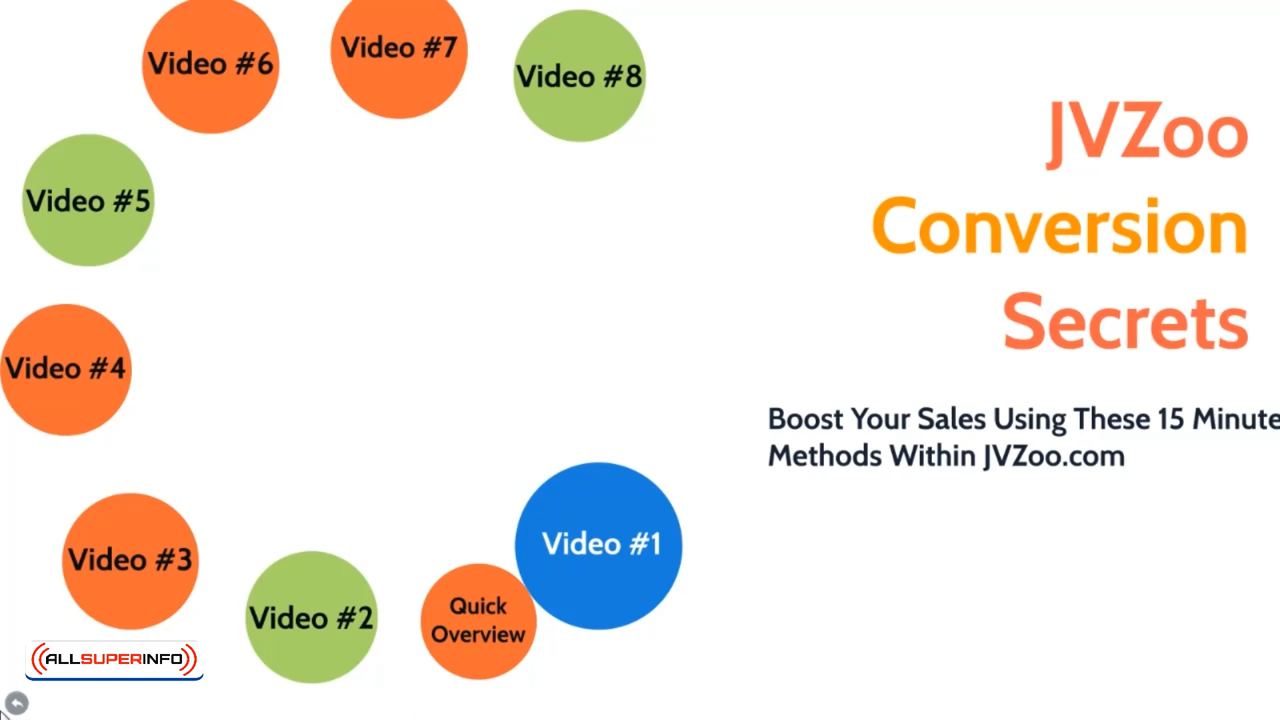 Video #6
Video #7
Video #8
Video #5
Video #4
Video #3
Video #2
Quick
Overview
Video #1
JVZoo
Conversion
Secrets
Boost Your Sales Using These 15 Minute
Methods Within JVZoo.com
ALLSUPERINFO